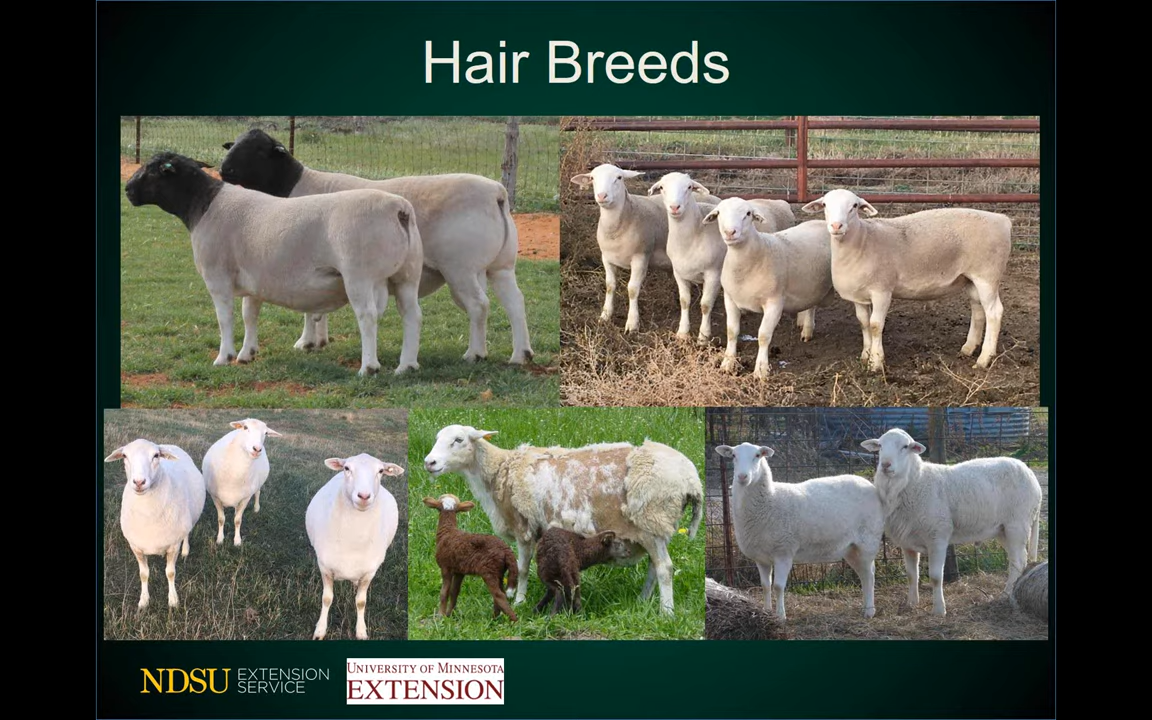 Hair Breeds
NDSU EXTENSION
SERVICE
UNIVERSITY OF MINNESOTA
EXTENSION